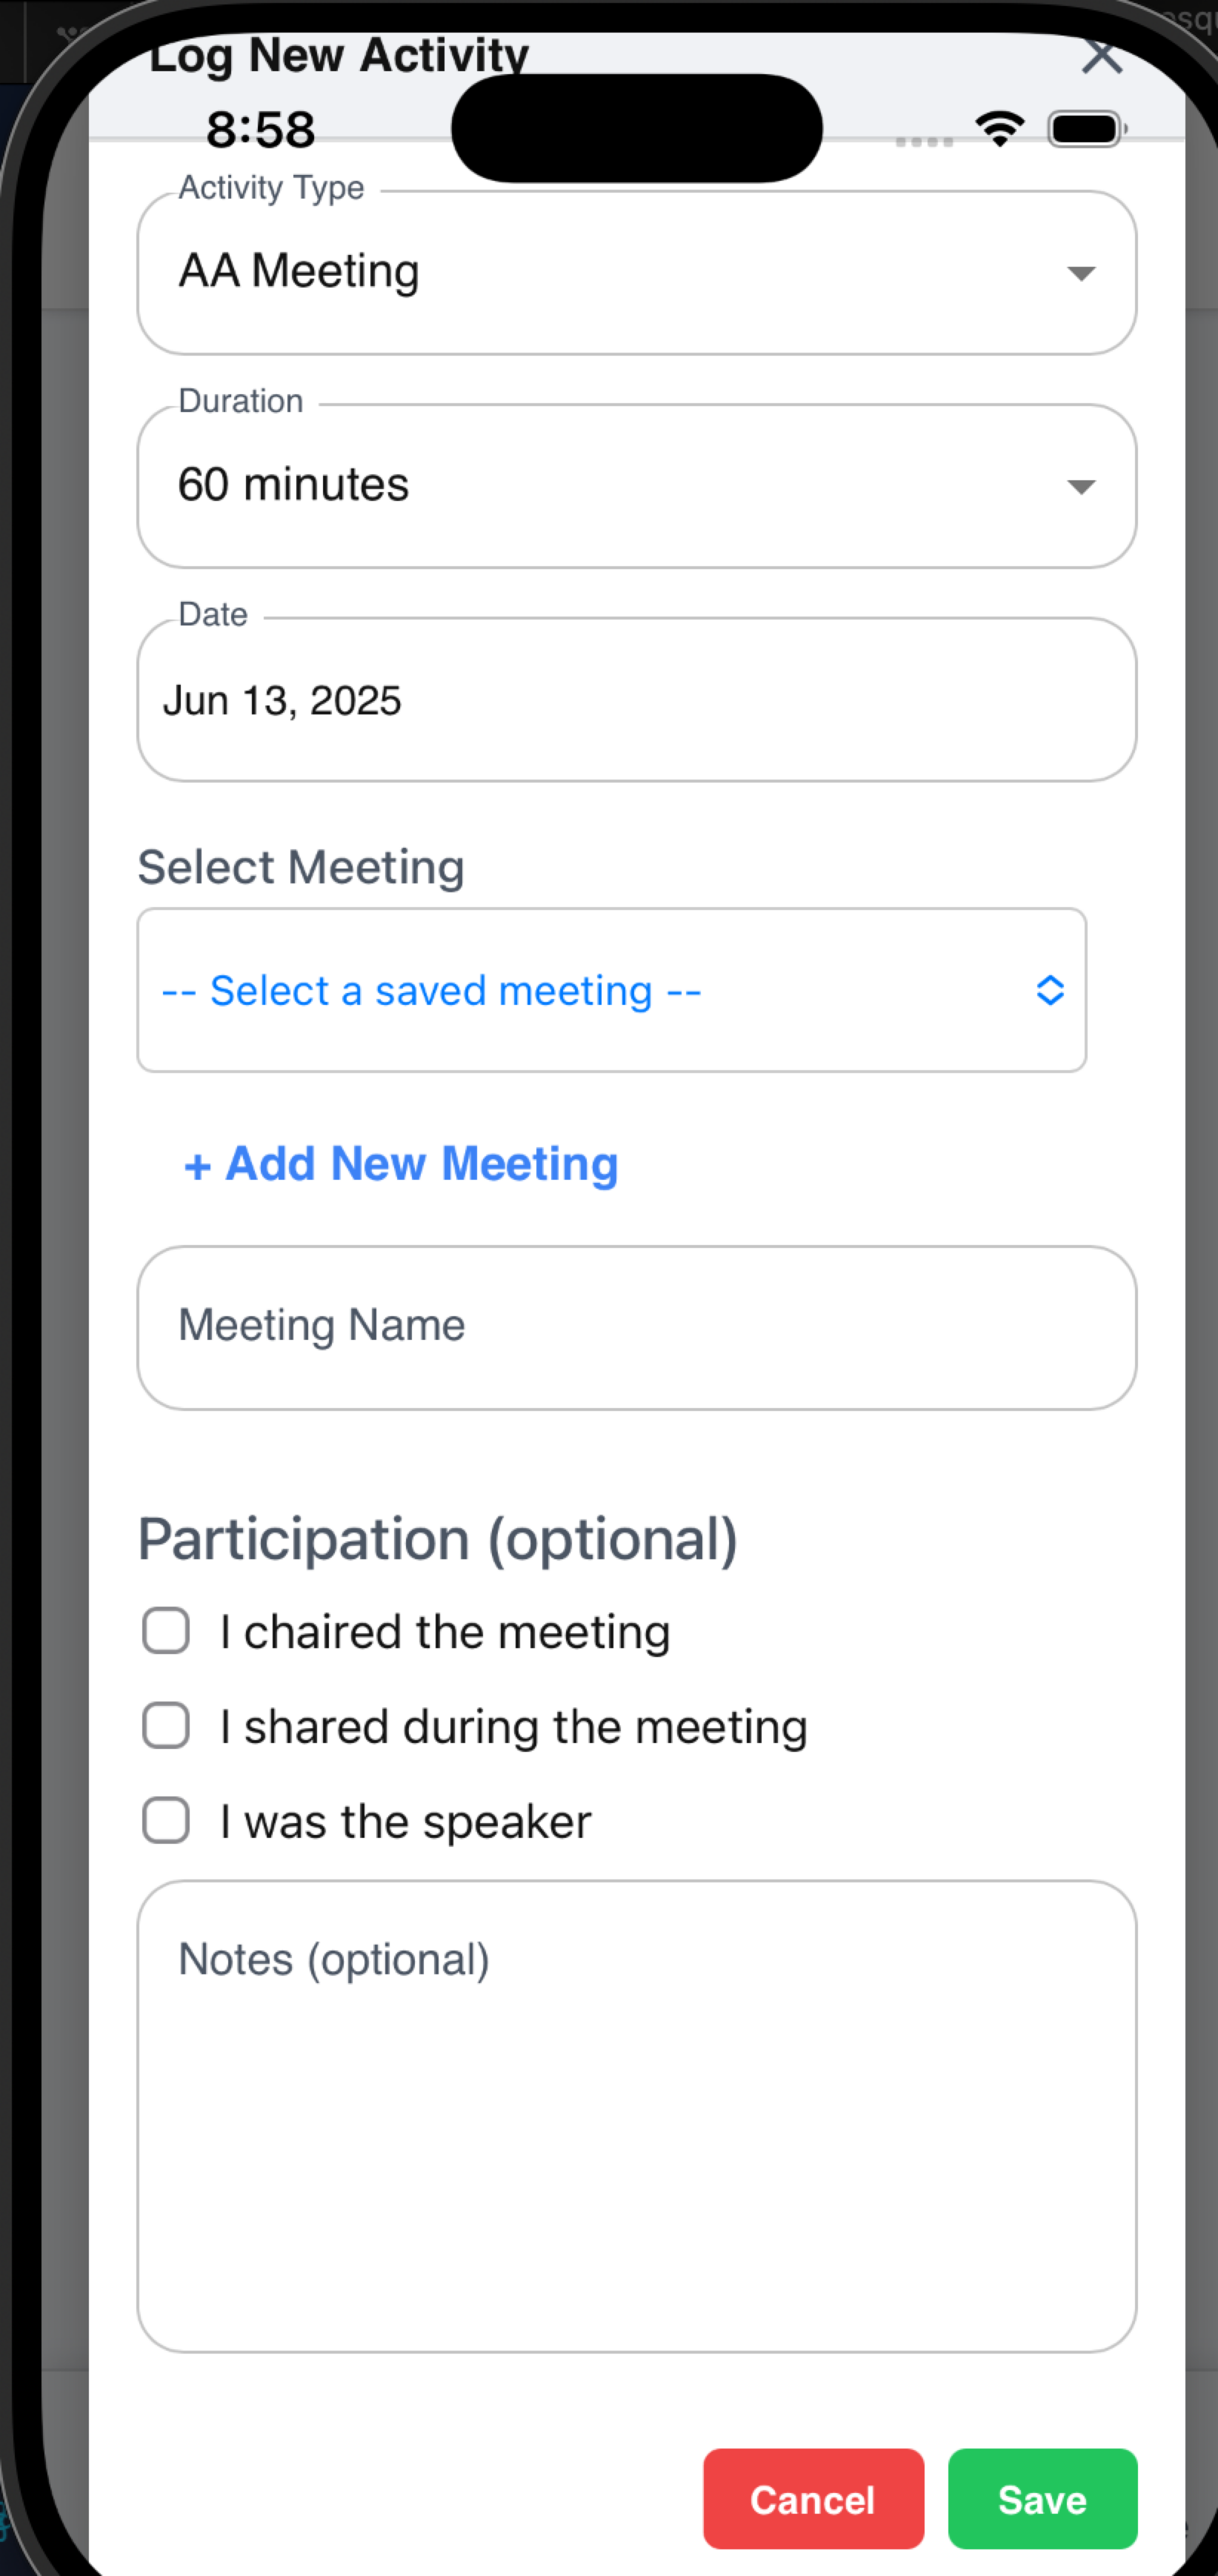 Log New Activity
8:58
Activity Type
AA Meeting
Duration
60 minutes
Date
Jun 13, 2025
Select Meeting
-- Select a saved meeting --
+ Add New Meeting
Meeting Name
Participation (optional)
I chaired the meeting
I shared during the meeting
I was the speaker
Notes (optional)
Cancel
Save